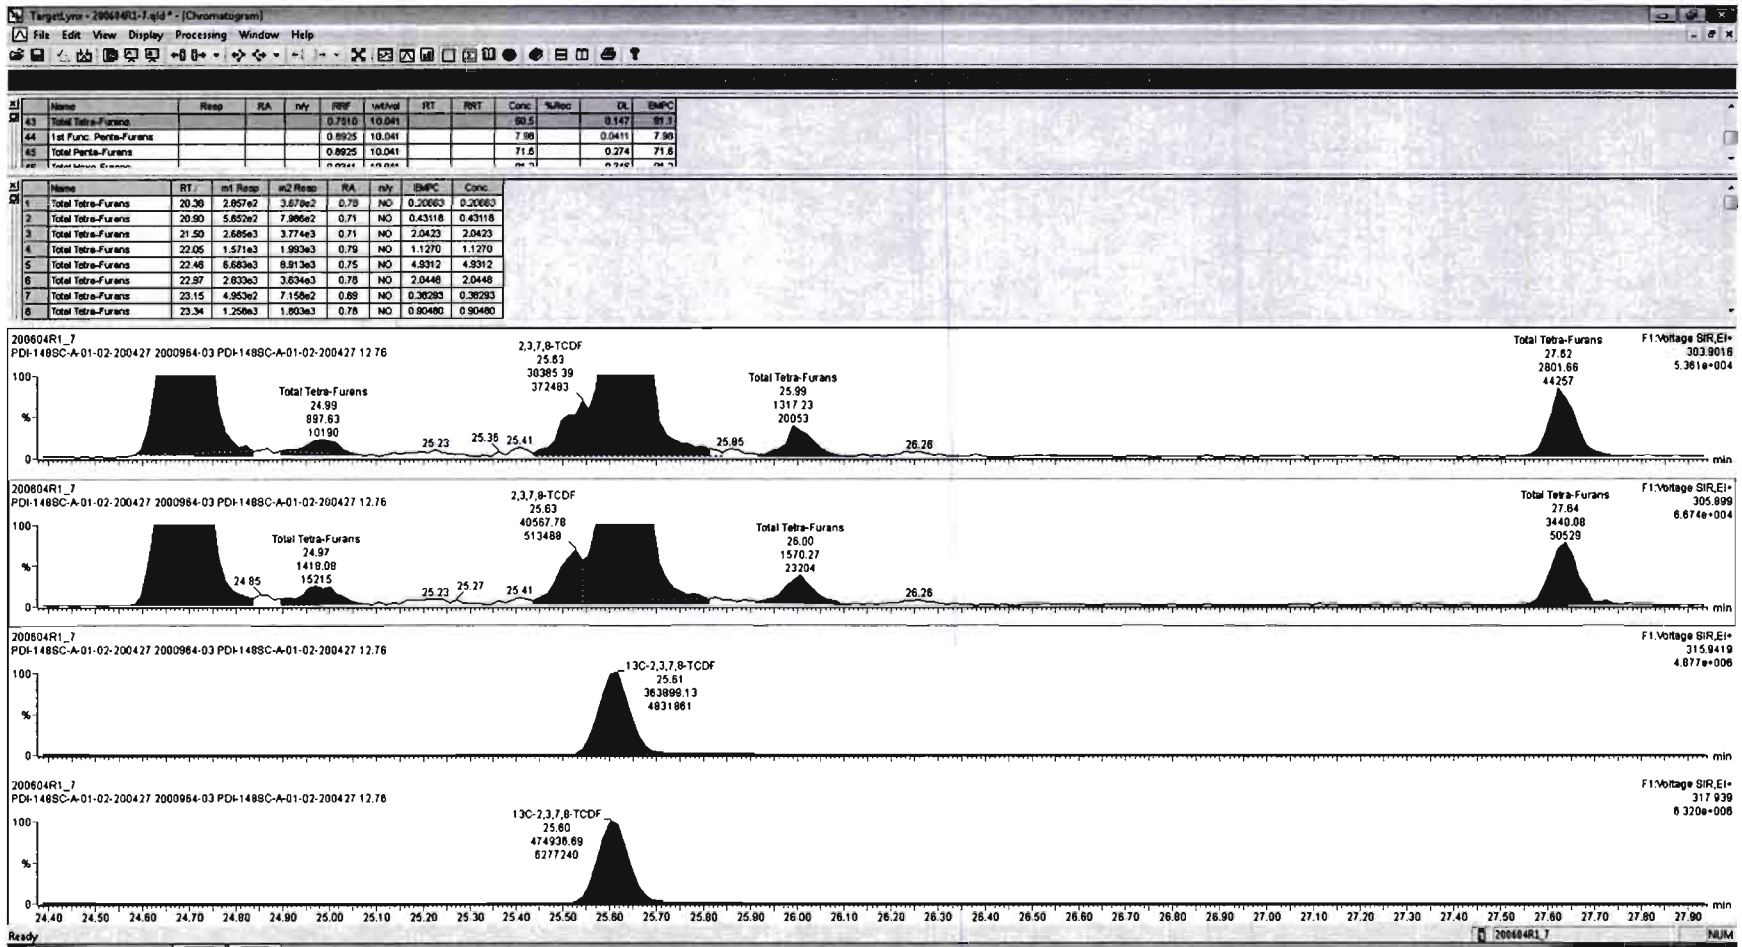 TargetLynx - 200604R1-7.qld * - [Chromatogram]
File Edit View Display Processing Window Help
Name Resp RA n/y RRF wt/vol RT RRT Conc %Rec DL EMPC
43 Total Tetra-Furans 0.7510 10.041 60.5 0.147 61.1
44 1st Func. Penta-Furans 0.8925 10.041 7.98 0.0411 7.98
45 Total Penta-Furans 0.8925 10.041 71.6 0.274 71.6
Name RT m1 Resp m2 Resp RA n/y EMPC Conc.
1 Total Tetra-Furans 20.38 2.857e2 3.678e2 0.78 NO 0.20663 0.20663
2 Total Tetra-Furans 20.90 5.652e2 7.986e2 0.71 NO 0.43118 0.43118
3 Total Tetra-Furans 21.50 2.685e3 3.774e3 0.71 NO 2.0423 2.0423
4 Total Tetra-Furans 22.05 1.571e3 1.993e3 0.79 NO 1.1270 1.1270
5 Total Tetra-Furans 22.46 6.683e3 8.913e3 0.75 NO 4.9312 4.9312
6 Total Tetra-Furans 22.97 2.833e3 3.634e3 0.78 NO 2.0448 2.0448
7 Total Tetra-Furans 23.15 4.953e2 7.158e2 0.69 NO 0.38293 0.38293
8 Total Tetra-Furans 23.34 1.258e3 1.603e3 0.78 NO 0.90480 0.90480
200604R1_7
PDI-148SC-A-01-02-200427 2000964-03 PDI-148SC-A-01-02-200427 12.76
F1:Voltage SIR,EI+
303.9016
5.361e+004
100
%
0
Total Tetra-Furans
24.99
897.63
10190
25.23
25.36
25.41
2,3,7,8-TCDF
25.63
30385.39
372483
25.85
Total Tetra-Furans
25.99
1317.23
20053
26.26
Total Tetra-Furans
27.62
2801.66
44257
min
200604R1_7
PDI-148SC-A-01-02-200427 2000964-03 PDI-148SC-A-01-02-200427 12.76
F1:Voltage SIR,EI+
305.899
6.674e+004
100
%
0
24.85
Total Tetra-Furans
24.97
1418.08
15215
25.23
25.27
25.41
2,3,7,8-TCDF
25.63
40567.78
513488
Total Tetra-Furans
26.00
1570.27
23204
26.26
Total Tetra-Furans
27.64
3440.08
50529
min
200604R1_7
PDI-148SC-A-01-02-200427 2000964-03 PDI-148SC-A-01-02-200427 12.76
F1:Voltage SIR,EI+
315.9419
4.877e+006
100
%
0
13C-2,3,7,8-TCDF
25.61
363899.13
4831861
min
200604R1_7
PDI-148SC-A-01-02-200427 2000964-03 PDI-148SC-A-01-02-200427 12.76
F1:Voltage SIR,EI+
317.939
6.320e+006
100
%
0
13C-2,3,7,8-TCDF
25.60
474936.69
6277240
min
24.40 24.50 24.60 24.70 24.80 24.90 25.00 25.10 25.20 25.30 25.40 25.50 25.60 25.70 25.80 25.90 26.00 26.10 26.20 26.30 26.40 26.50 26.60 26.70 26.80 26.90 27.00 27.10 27.20 27.30 27.40 27.50 27.60 27.70 27.80 27.90
Ready
200604R1_7
NUM